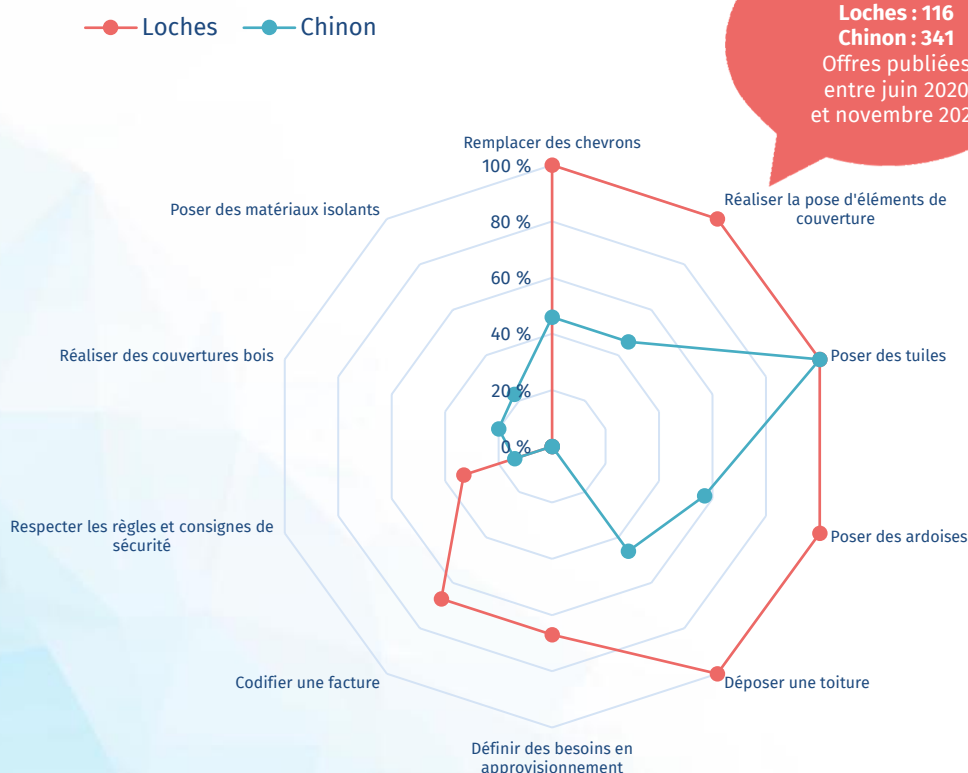 Loches
Chinon
Loches : 116
Chinon : 341
Offres publiées
entre juin 2020
et novembre 202
Remplacer des chevrons
100 %
80 %
60 %
40 %
20 %
0 %
Réaliser la pose d'éléments de
couverture
Poser des tuiles
Poser des ardoises
Déposer une toiture
Définir des besoins en
approvisionnement
Codifier une facture
Respecter les règles et consignes de
sécurité
Réaliser des couvertures bois
Poser des matériaux isolants